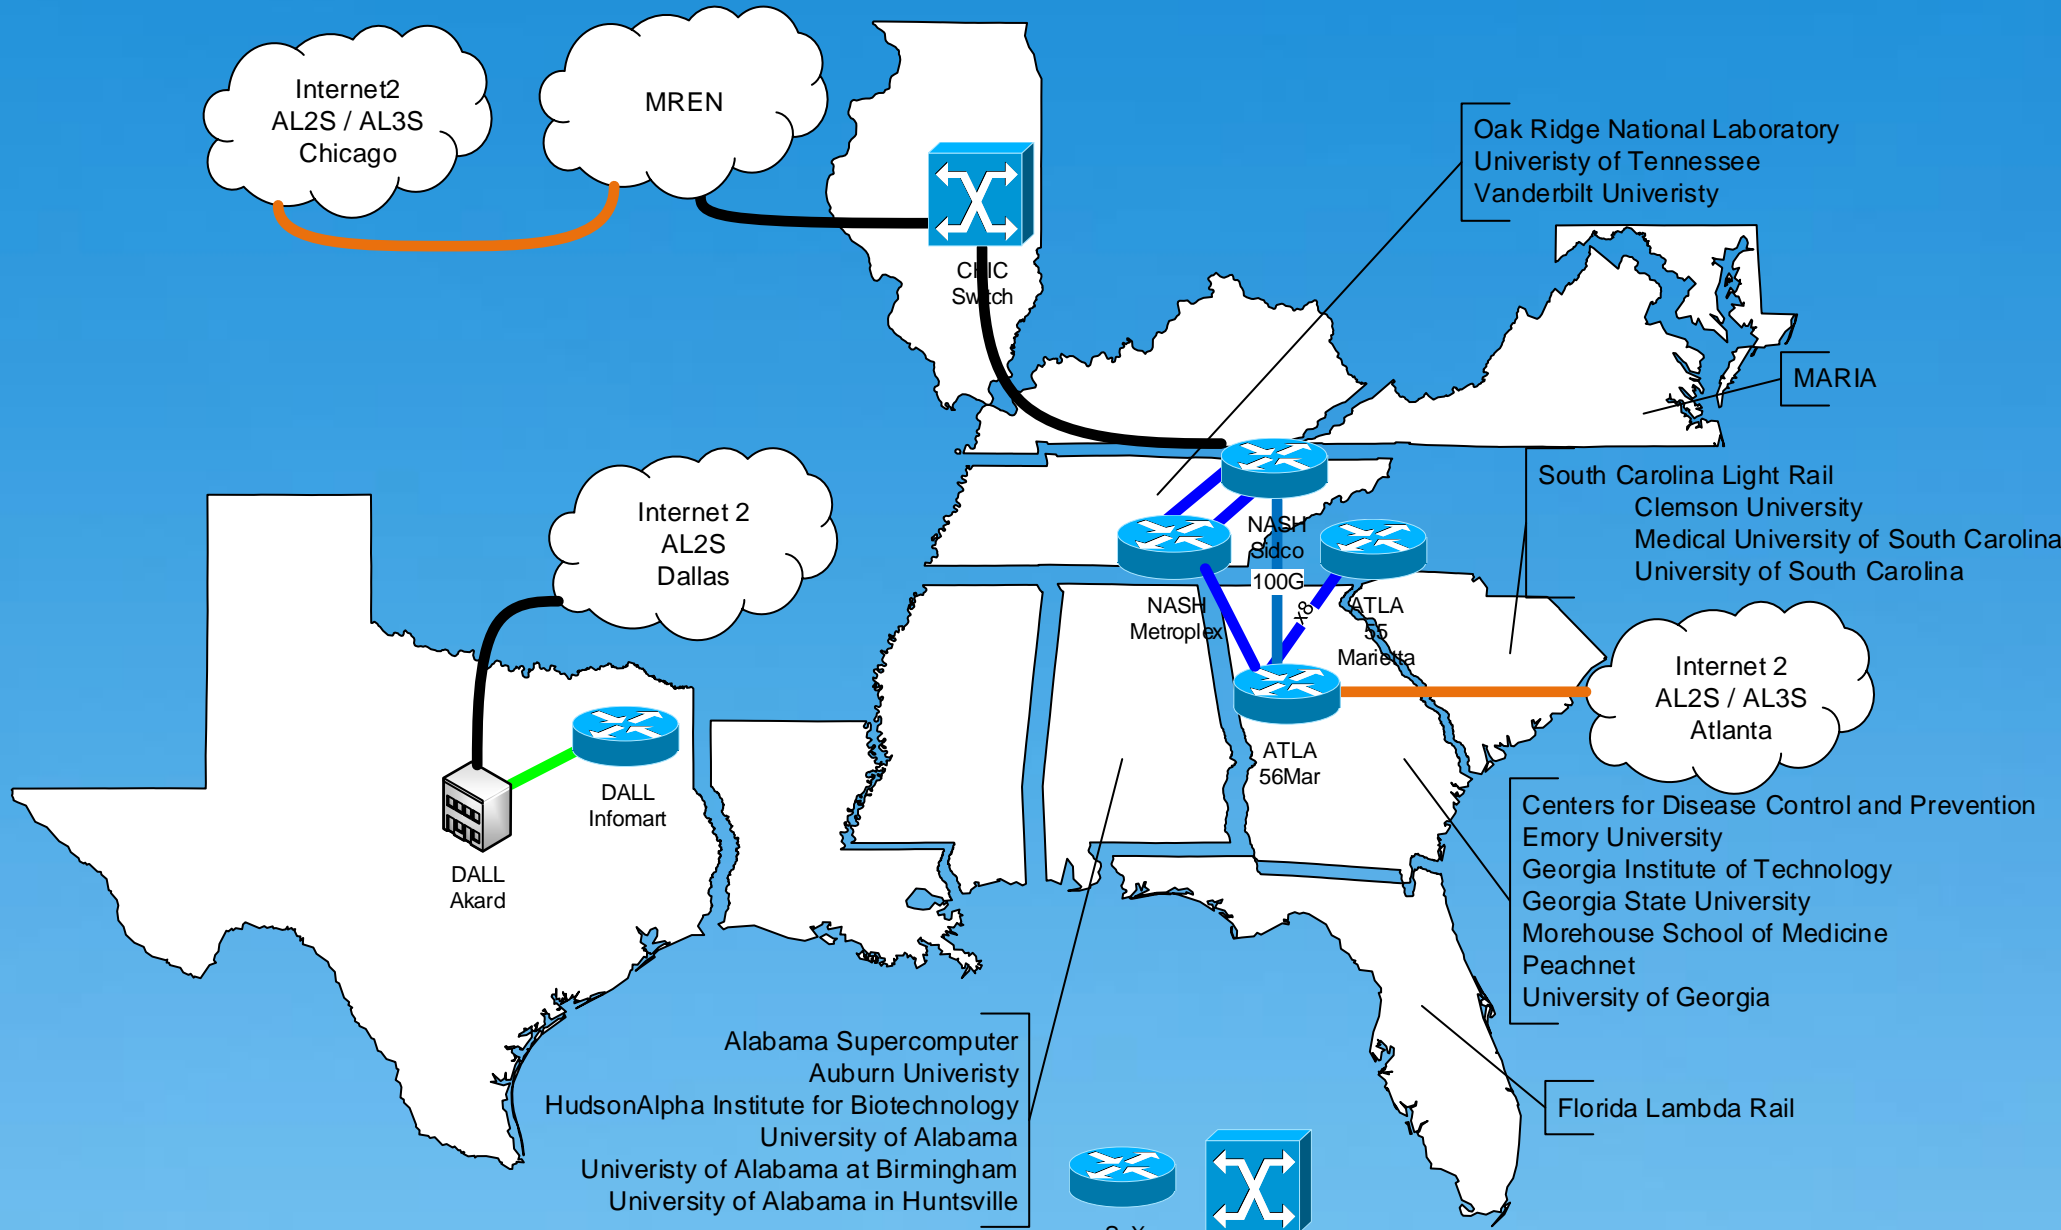 Internet2
AL2S / AL3S
Chicago
MREN
CHIC
Switch
Oak Ridge National Laboratory
Univeristy of Tennessee
Vanderbilt Univeristy
MARIA
South Carolina Light Rail
Clemson University
Medical University of South Carolina
University of South Carolina
Internet 2
AL2S
Dallas
NASH
Sidco
100G
x8
NASH
Metroplex
ATLA
55
Marietta
Internet 2
AL2S / AL3S
Atlanta
ATLA
56Mar
DALL
Infomart
DALL
Akard
Centers for Disease Control and Prevention
Emory University
Georgia Institute of Technology
Georgia State University
Morehouse School of Medicine
Peachnet
University of Georgia
Alabama Supercomputer
Auburn Univeristy
HudsonAlpha Institute for Biotechnology
University of Alabama
Univeristy of Alabama at Birmingham
University of Alabama in Huntsville
Florida Lambda Rail